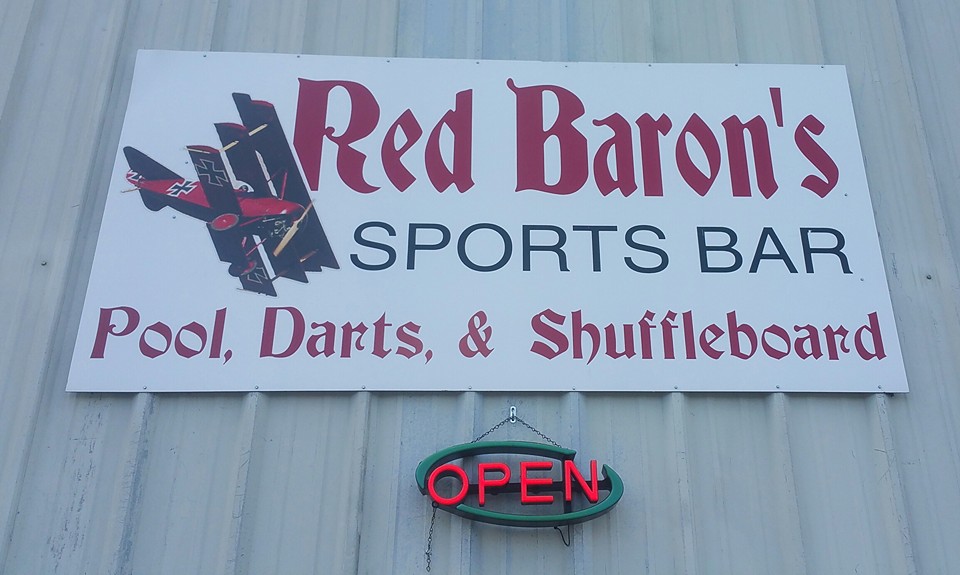 Red Baron's
SPORTS BAR
Pool, Darts, & Shuffleboard
OPEN